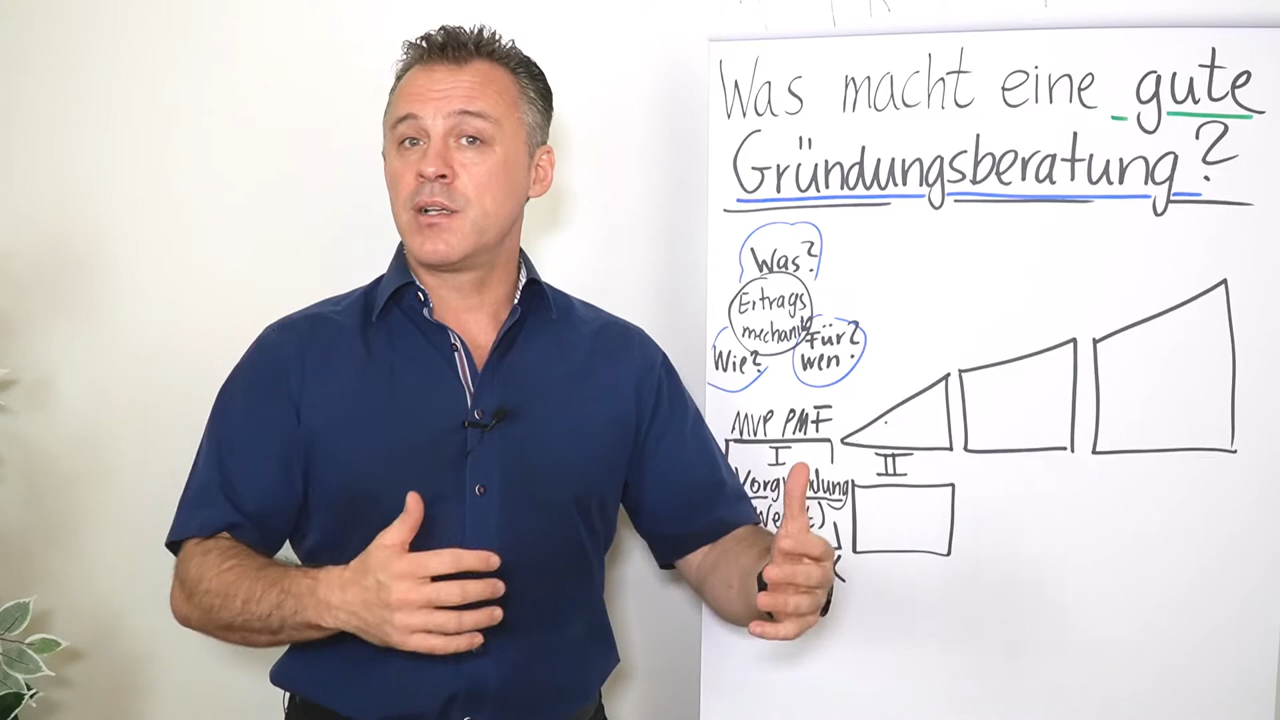 Was macht eine gute
Gründungsberatung?
Was?
Ertrags
mechanik
Wie?
Für?
wen
MVP PMF
I
II